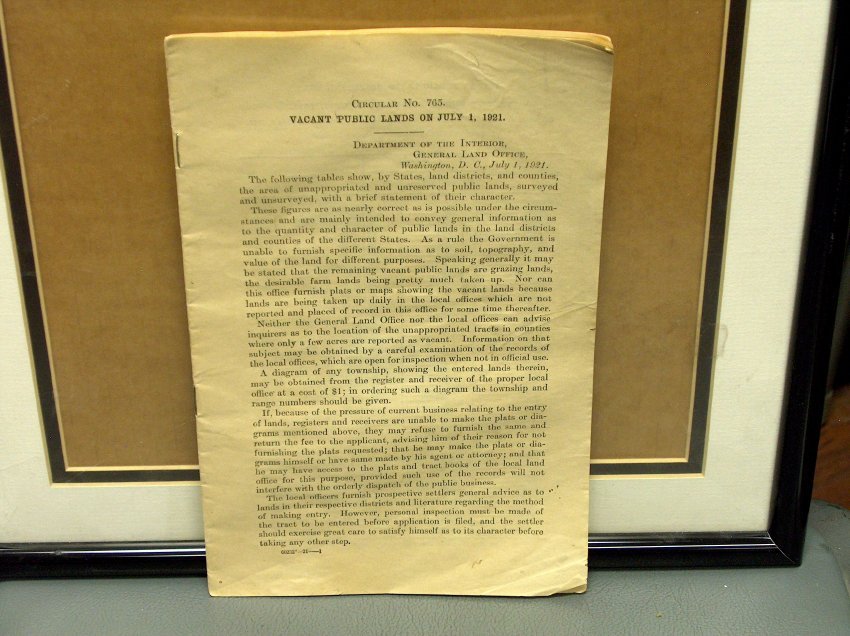 CIRCULAR NO. 765.
VACANT PUBLIC LANDS ON JULY 1, 1921.
DEPARTMENT OF THE INTERIOR,
GENERAL LAND OFFICE,
Washington, D. C., July 1, 1921.
The following tables show, by States, land districts, and counties,
the area of unappropriated and unreserved public lands, surveyed
and unsurveyed, with a brief statement of their character.
These figures are as nearly correct as is possible under the circum-
stances and are mainly intended to convey general information as
to the quantity and character of public lands in the land districts
and counties of the different States. As a rule the Government is
unable to furnish specific information as to soil, topography, and
value of the land for different purposes. Speaking generally it may
be stated that the remaining vacant public lands are grazing lands,
the desirable farm lands being pretty much taken up. Nor can
this office furnish plats or maps showing the vacant lands because
lands are being taken up daily in the local offices which are not
reported and placed of record in this office for some time thereafter.
Neither the General Land Office nor the local offices can advise
inquirers as to the location of the unappropriated tracts in counties
where only a few acres are reported as vacant. Information on that
subject may be obtained by a careful examination of the records of
the local offices, which are open for inspection when not in official use.
A diagram of any township, showing the entered lands therein,
may be obtained from the register and receiver of the proper local
office at a cost of $1; in ordering such a diagram the township and
range numbers should be given.
If, because of the pressure of current business relating to the entry
of lands, registers and receivers are unable to make the plats or dia-
grams mentioned above, they may refuse to furnish the same and
return the fee to the applicant, advising him of their reason for not
furnishing the plats requested; that he may make the plats or dia-
grams himself or have same made by his agent or attorney; and that
he may have access to the plats and tract books of the local land
office for this purpose, provided such use of the records will not
interfere with the orderly dispatch of the public business.
The local officers furnish prospective settlers general advice as to
lands in their respective districts and literature regarding the method
of making entry. However, personal inspection must be made of
the tract to be entered before application is filed, and the settler
should exercise great care to satisfy himself as to its character before
taking any other step.